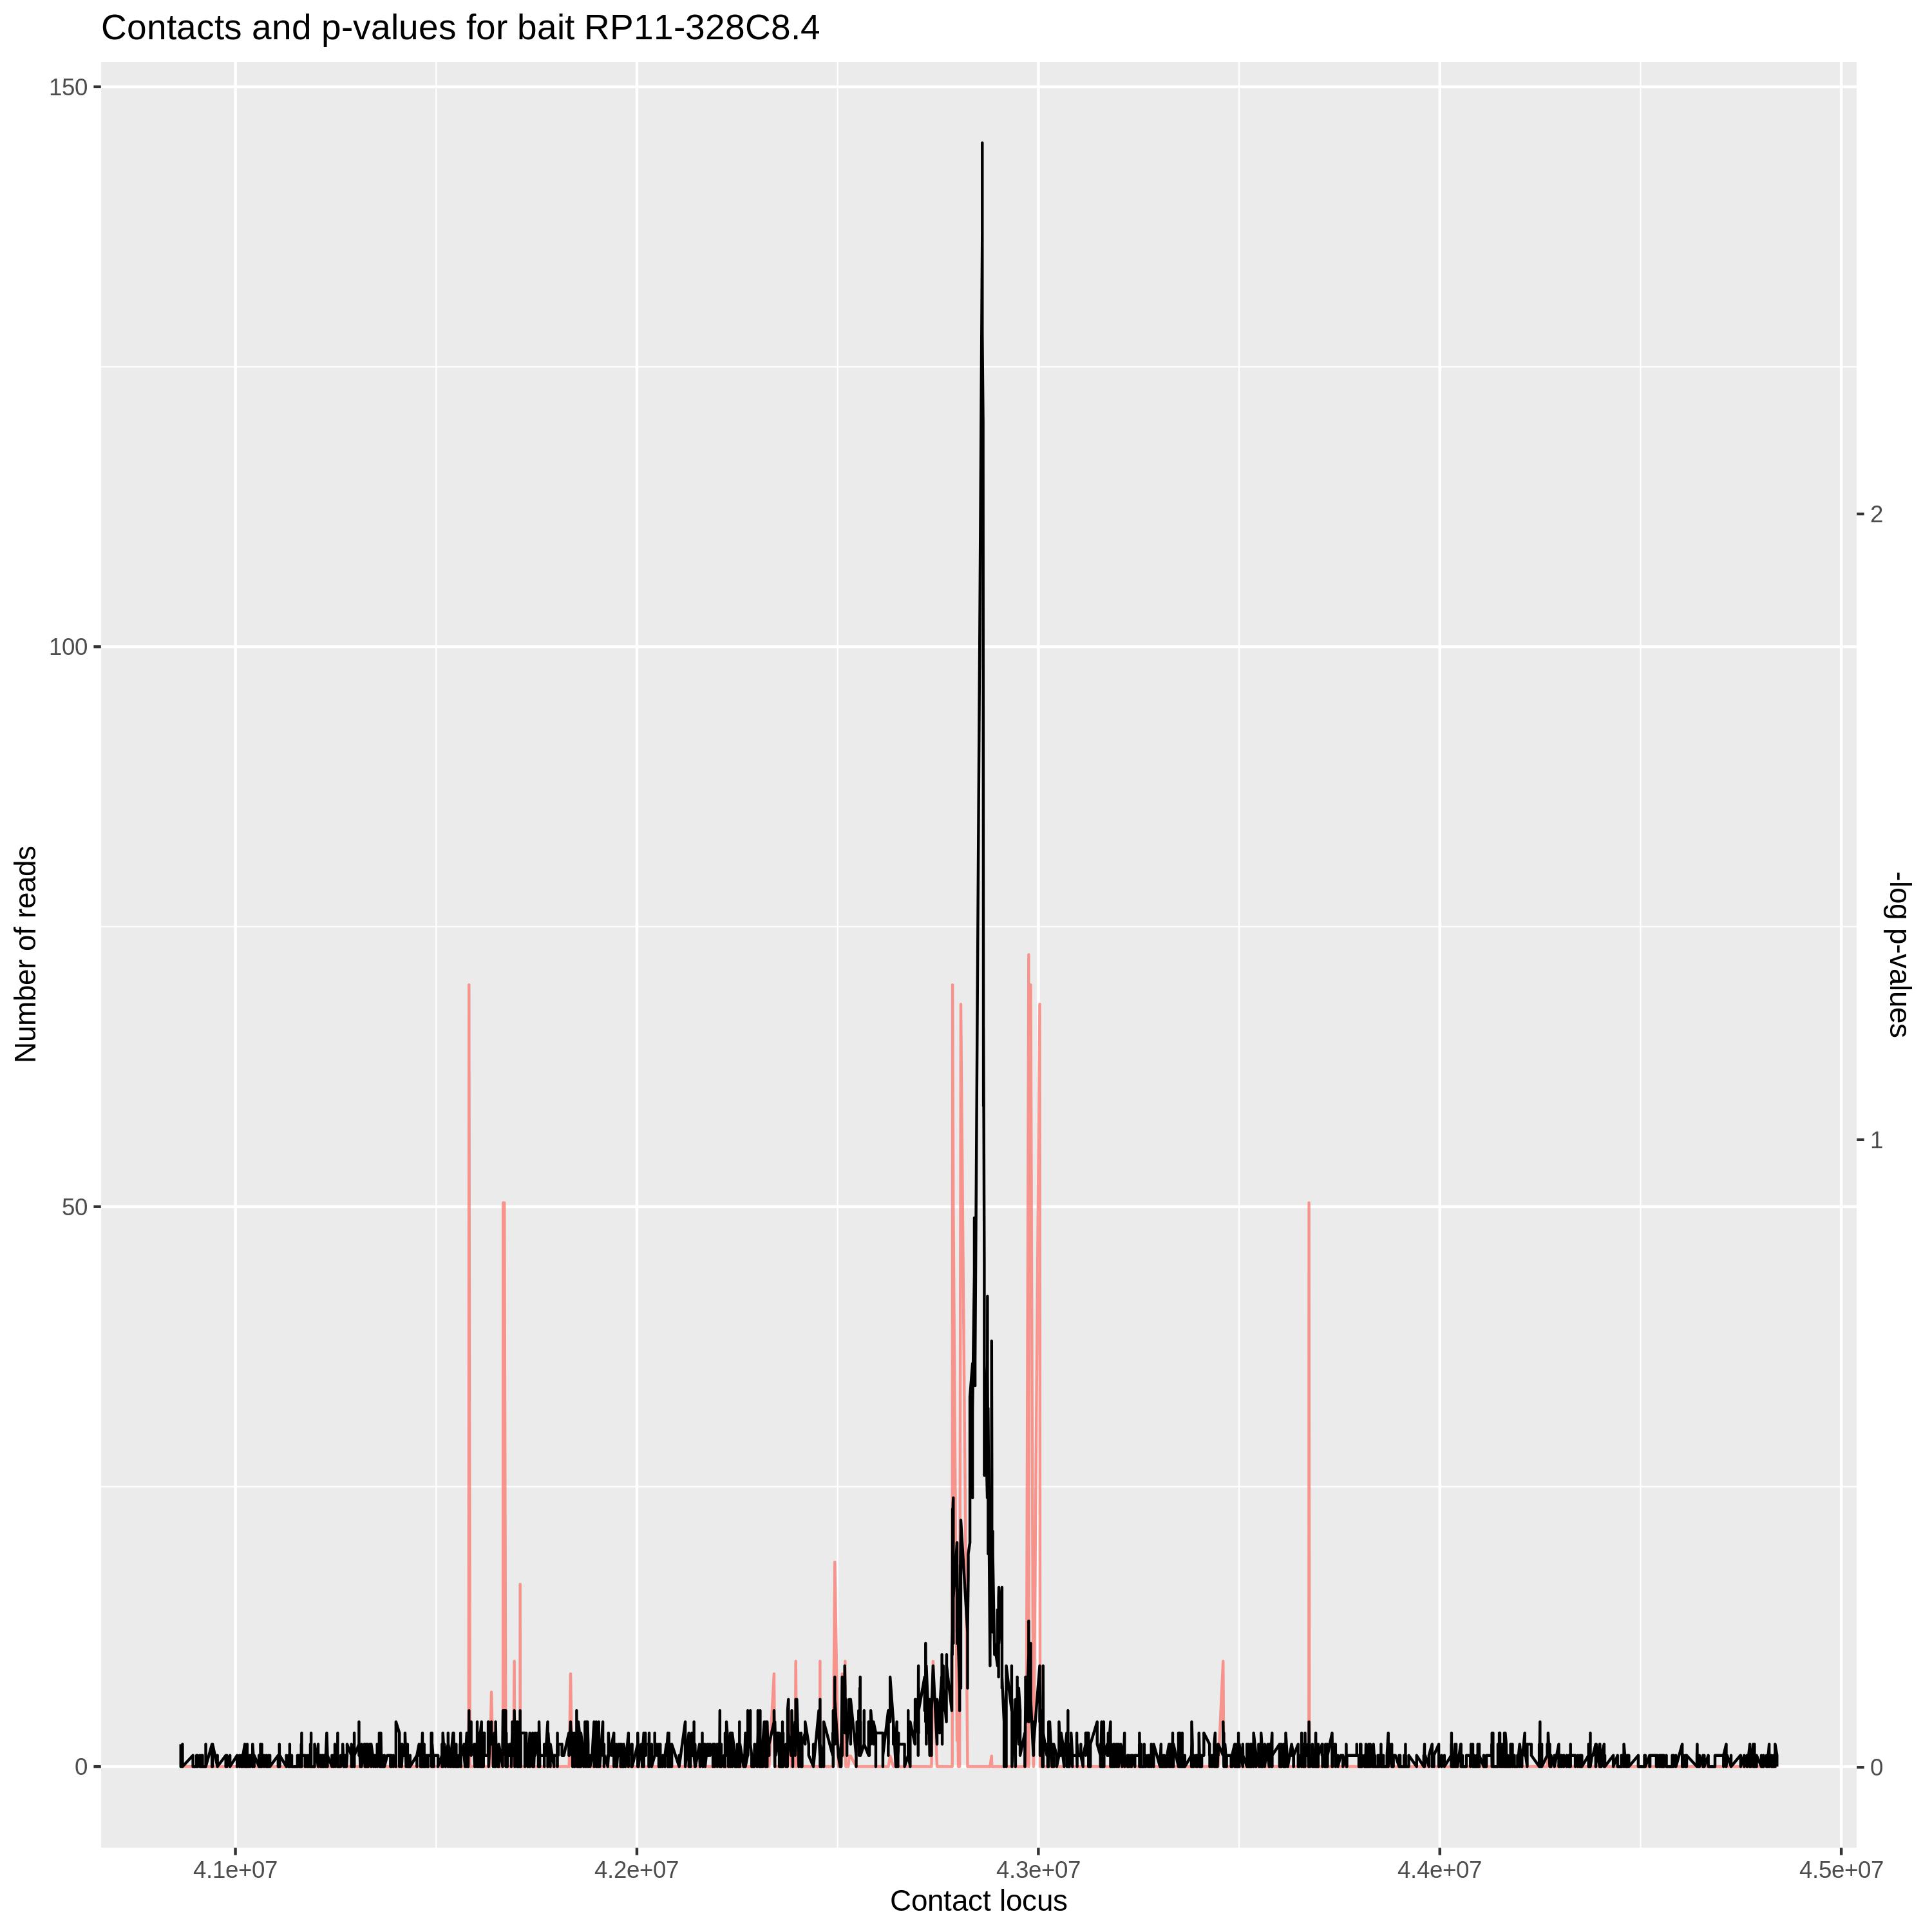 Contacts and p-values for bait RP11-328C8.4
150
100
50
0
Number of reads
2
1
0
-log p-values
4.1e+07
4.2e+07
4.3e+07
4.4e+07
4.5e+07
Contact locus